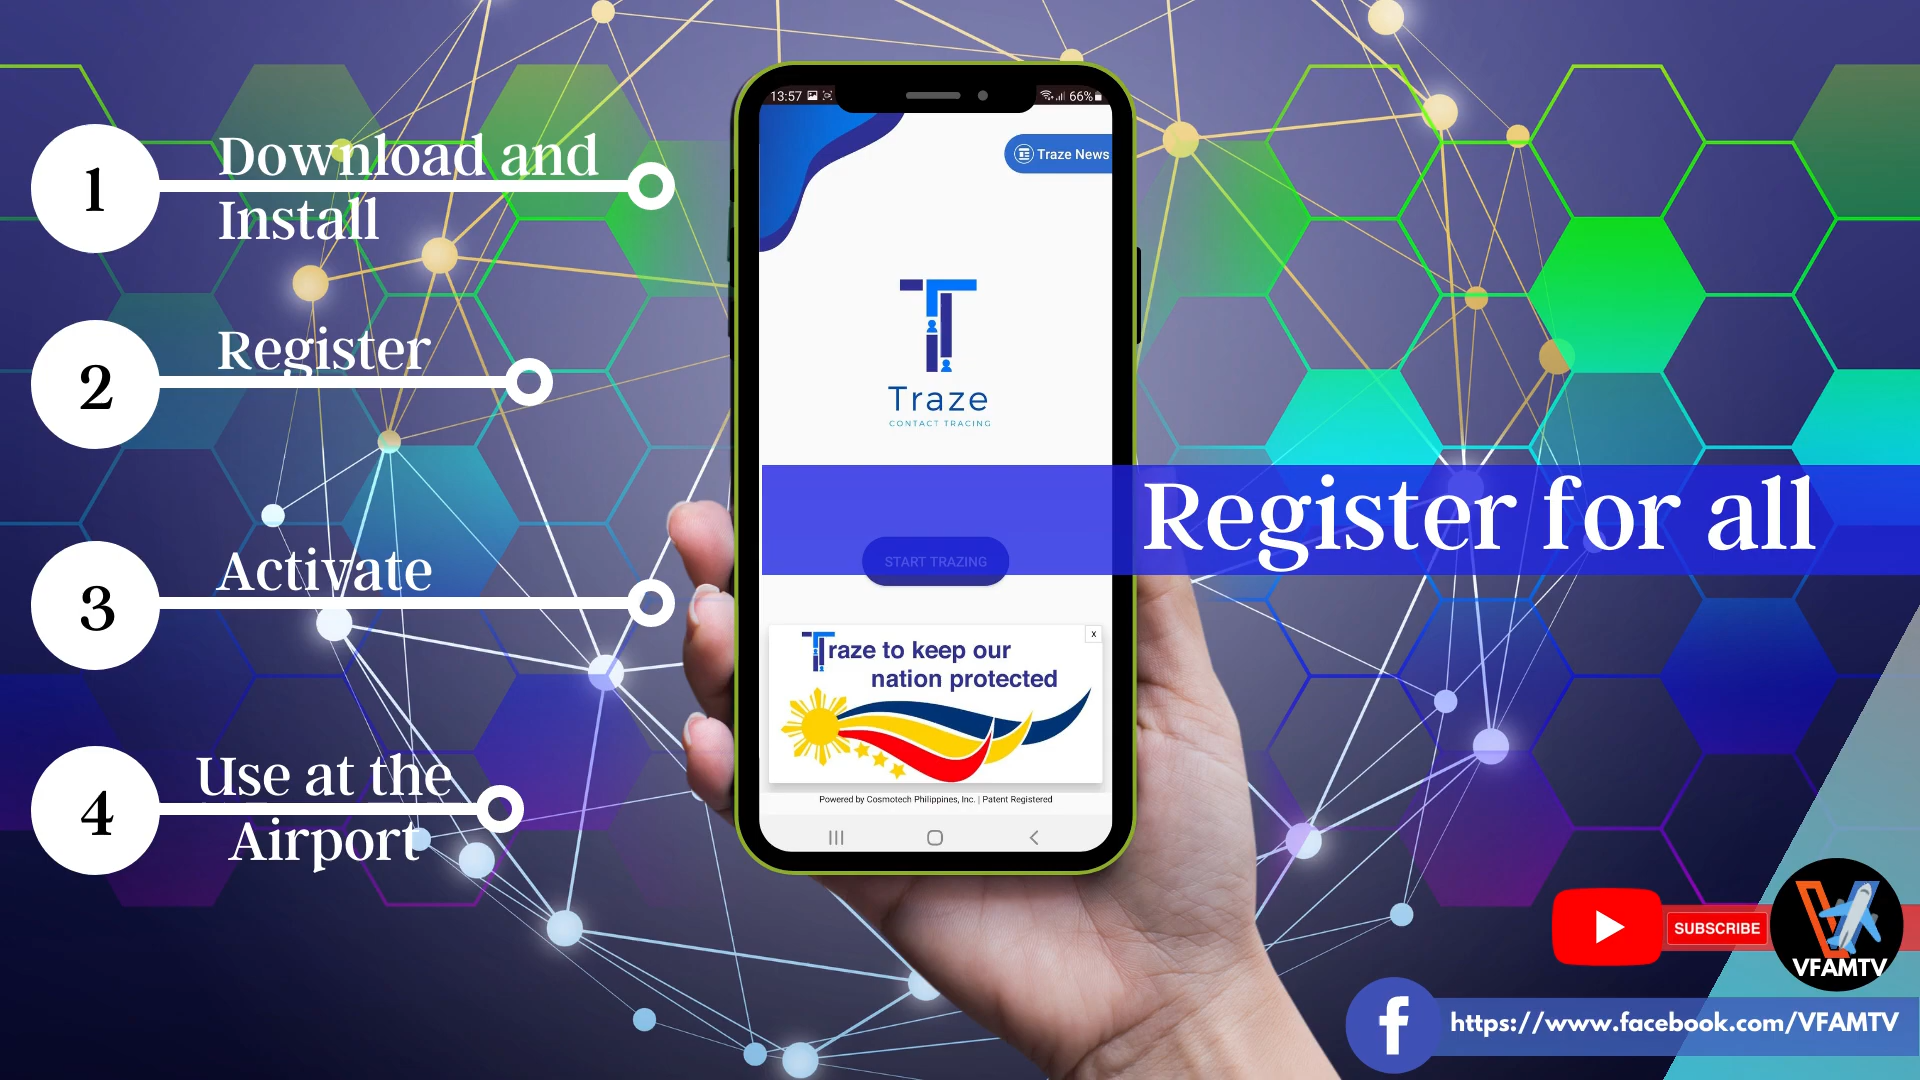 1
Download and
Install
2
Register
3
Activate
4
Use at the
Airport
13:57
66%
Traze News
Traze
CONTACT TRACING
Register for all
START TRAZING
x
Traze to keep our
nation protected
Powered by Cosmotech Philippines, Inc. | Patent Registered
SUBSCRIBE
VFAMTV
https://www.facebook.com/VFAMTV